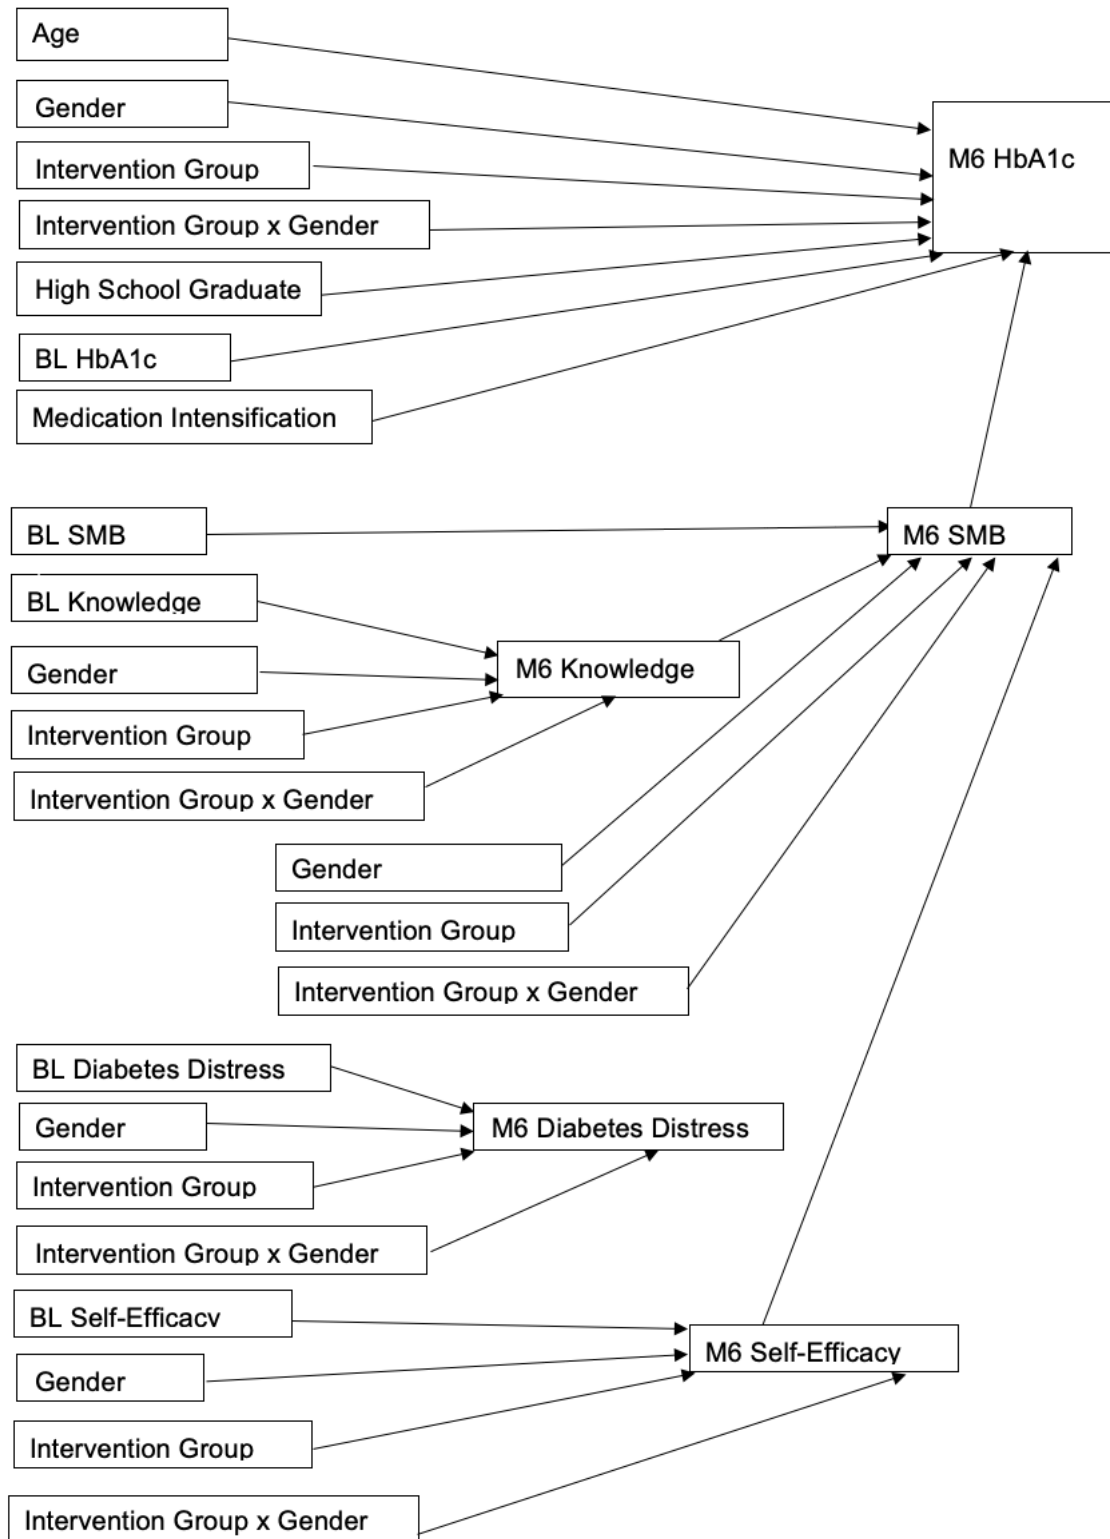 Age
Gender
M6 HbA1c
Intervention Group
Intervention Group x Gender
High School Graduate
BL HbA1c
Medication Intensification
BL SMB
M6 SMB
BL Knowledge
Gender
M6 Knowledge
Intervention Group
Intervention Group x Gender
Gender
Intervention Group
Intervention Group x Gender
BL Diabetes Distress
Gender
M6 Diabetes Distress
Intervention Group
Intervention Group x Gender
BL Self-Efficacy
M6 Self-Efficacy
Gender
Intervention Group
Intervention Group x Gender